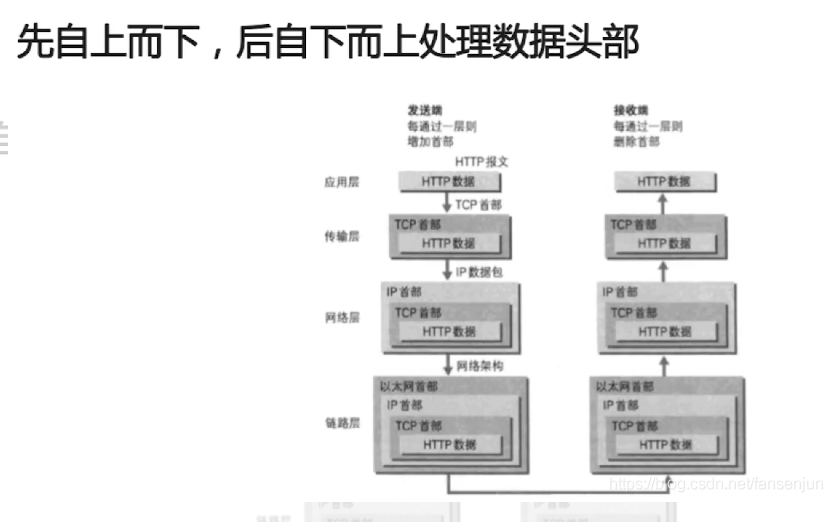 先自上而下，后自下而上处理数据头部
发送端
每通过一层则
增加首部
接收端
每通过一层则
删除首部
HTTP 报文
应用层
HTTP 数据
HTTP 数据
TCP 首部
传输层
TCP 首部
HTTP 数据
TCP 首部
HTTP 数据
IP 数据包
网络层
IP 首部
TCP 首部
HTTP 数据
IP 首部
TCP 首部
HTTP 数据
网络架构
链路层
以太网首部
IP 首部
TCP 首部
HTTP 数据
以太网首部
IP 首部
TCP 首部
HTTP 数据
https://blog.csdn.net/fansenjun